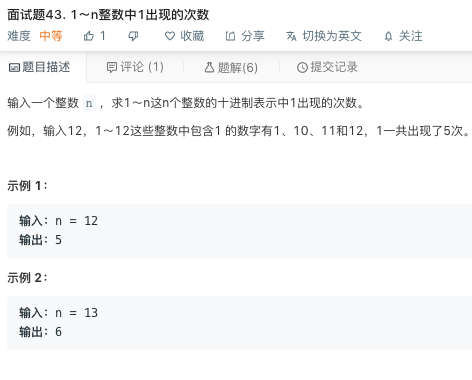 面试题43. 1～n整数中1出现的次数
难度 中等 1 收藏 分享 切换为英文 关注
题目描述 评论 (1) 题解(6) 提交记录
输入一个整数 n ，求1～n这n个整数的十进制表示中1出现的次数。
例如，输入12，1～12这些整数中包含1 的数字有1、10、11和12，1一共出现了5次。
示例 1：
输入：n = 12
输出：5
示例 2：
输入：n = 13
输出：6